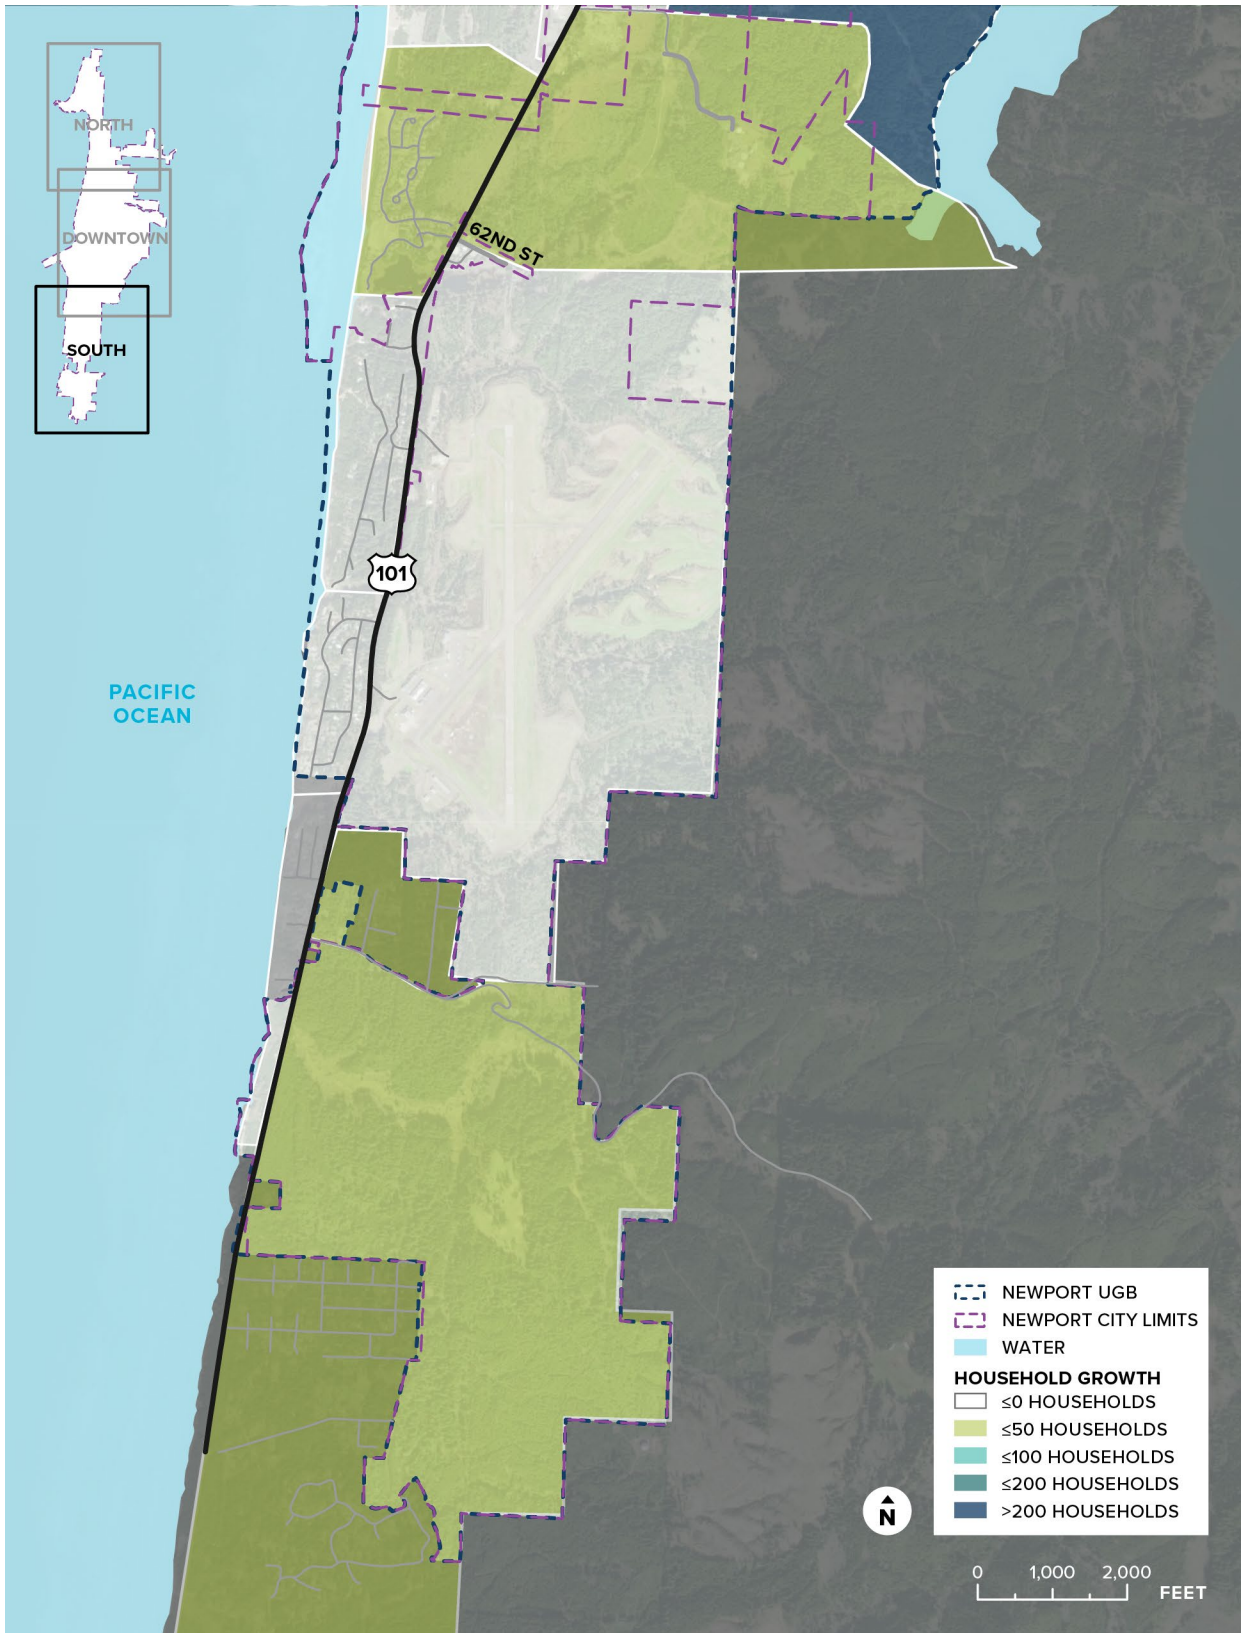 NORTH
DOWNTOWN
SOUTH
62ND ST
101
PACIFIC
OCEAN
NEWPORT UGB
NEWPORT CITY LIMITS
WATER
HOUSEHOLD GROWTH
≤0 HOUSEHOLDS
≤50 HOUSEHOLDS
≤100 HOUSEHOLDS
≤200 HOUSEHOLDS
>200 HOUSEHOLDS
N
0 1,000 2,000
FEET